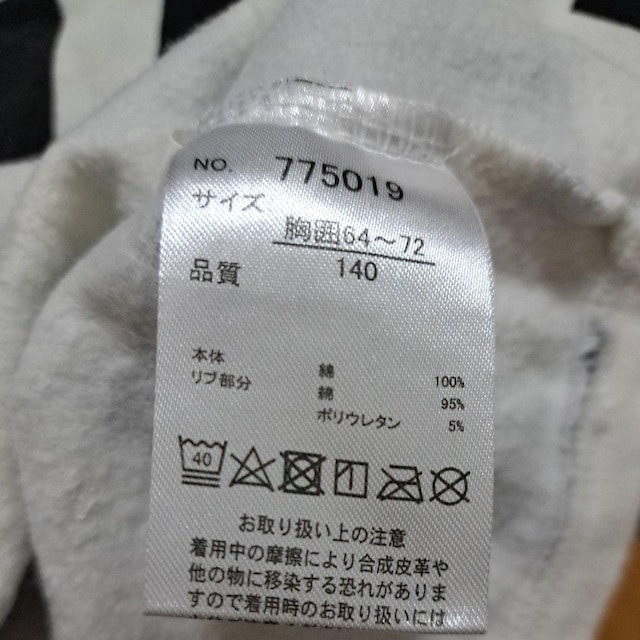 NO. 775019
サイズ
胸囲64～72
品質 140
本体 綿 100%
リブ部分 綿 95%
ポリウレタン 5%
40
お取り扱い上の注意
着用中の摩擦により合成皮革や
他の物に移染する恐れがありま
すので着用時のお取り扱いには